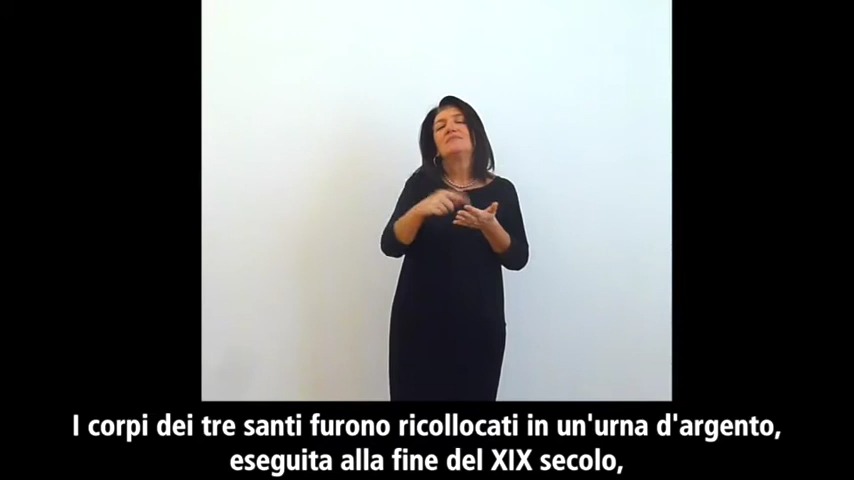 I corpi dei tre santi furono ricollocati in un'urna d'argento,
eseguita alla fine del XIX secolo,